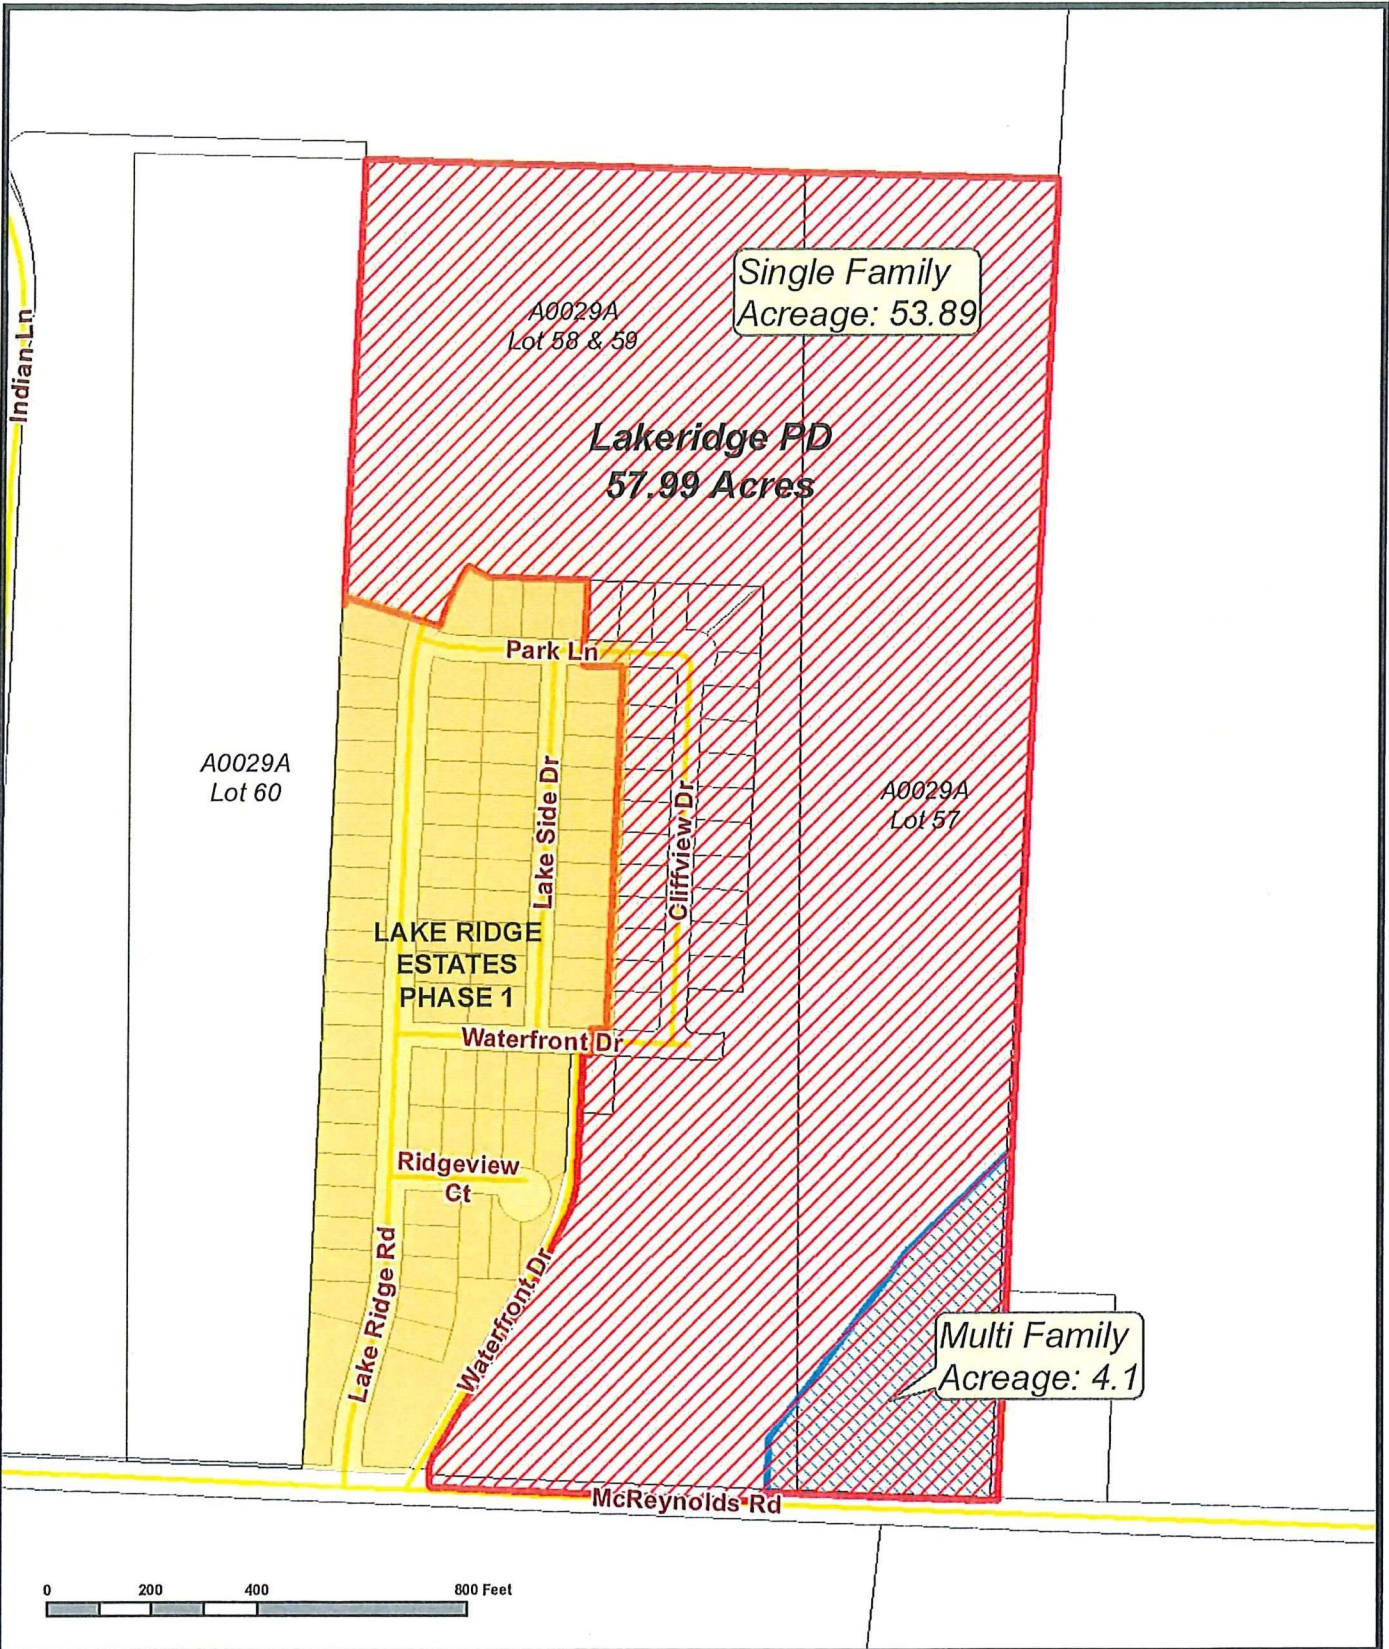 Single Family
Acreage: 53.89
A0029A
Lot 58 & 59
Indian Ln
Lakeridge PD
57.99 Acres
Park Ln
A0029A
Lot 60
Lake Side Dr
Cliffview Dr
A0029A
Lot 57
LAKE RIDGE
ESTATES
PHASE 1
Waterfront Dr
Ridgeview
Ct
Lake Ridge Rd
Waterfront Dr
Multi Family
Acreage: 4.1
McReynolds Rd
0 200 400 800 Feet